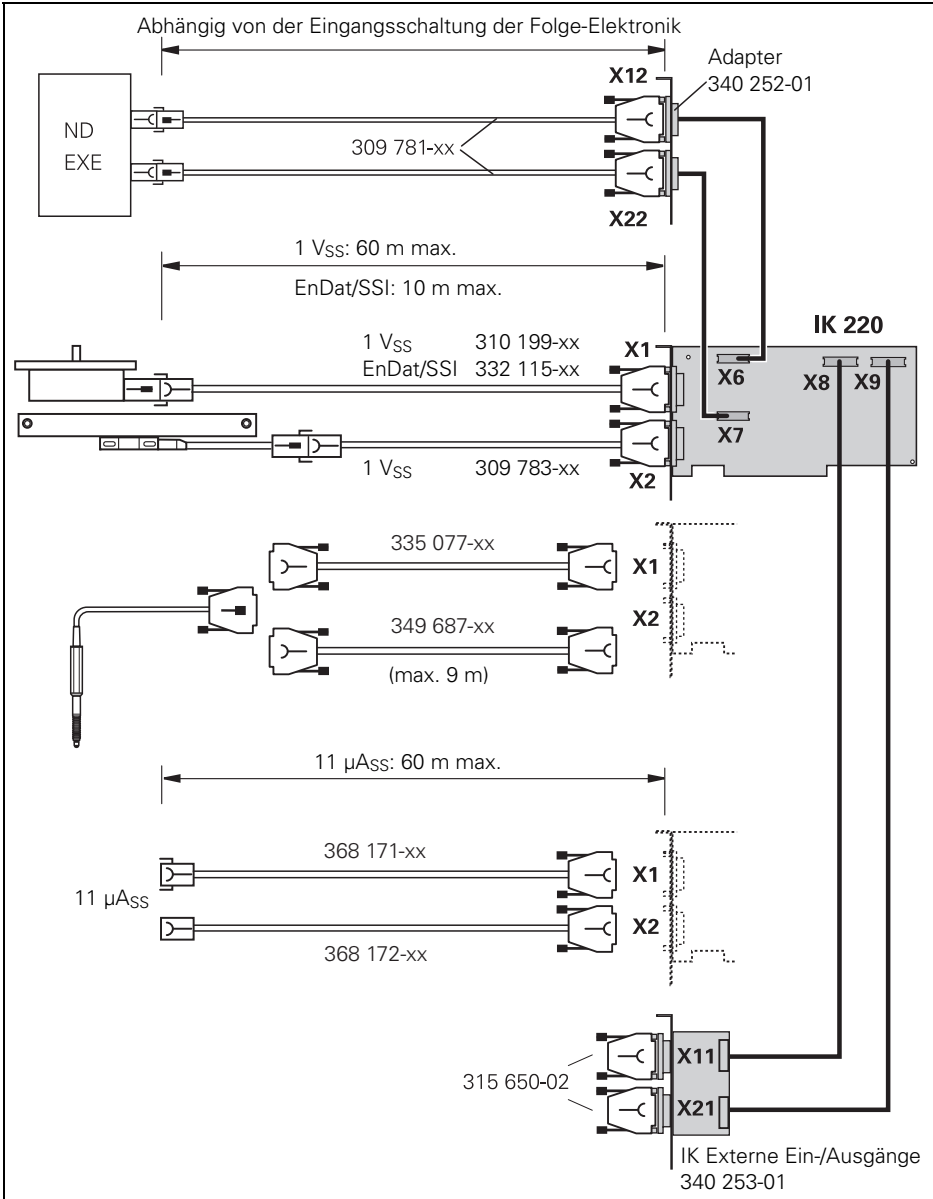 Abhängig von der Eingangsschaltung der Folge-Elektronik
Adapter
340 252-01
X12
ND
EXE
309 781-xx
X22
1 VSS: 60 m max.
EnDat/SSI: 10 m max.
IK 220
1 VSS 310 199-xx
EnDat/SSI 332 115-xx
X1
X6
X8 X9
X7
1 VSS 309 783-xx
X2
335 077-xx
X1
349 687-xx
X2
(max. 9 m)
11 µASS: 60 m max.
368 171-xx
X1
11 µASS
X2
368 172-xx
X11
315 650-02
X21
IK Externe Ein-/Ausgänge
340 253-01